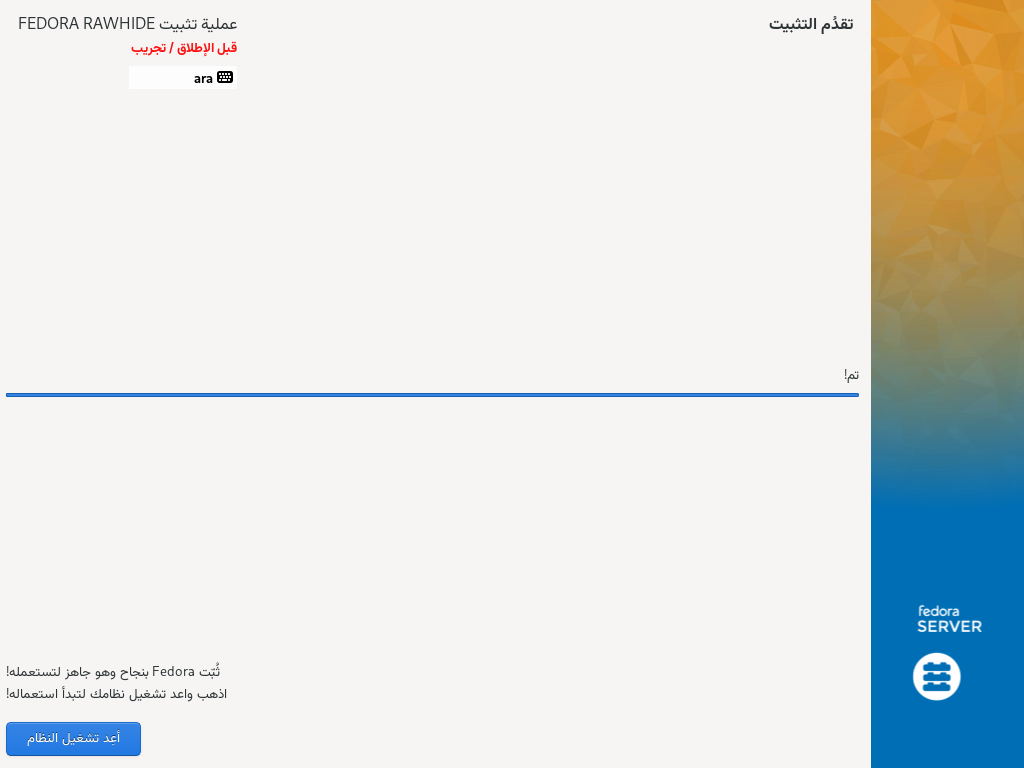 تقدُم التثبيت
عملية تثبيت FEDORA RAWHIDE
قبل الإطلاق / تجريب
ara
تم!
fedora
SERVER
ثُبّت Fedora بنجاح وهو جاهز لتستعمله!
اذهب واعد تشغيل نظامك لتبدأ استعماله!
أعِد تشغيل النظام